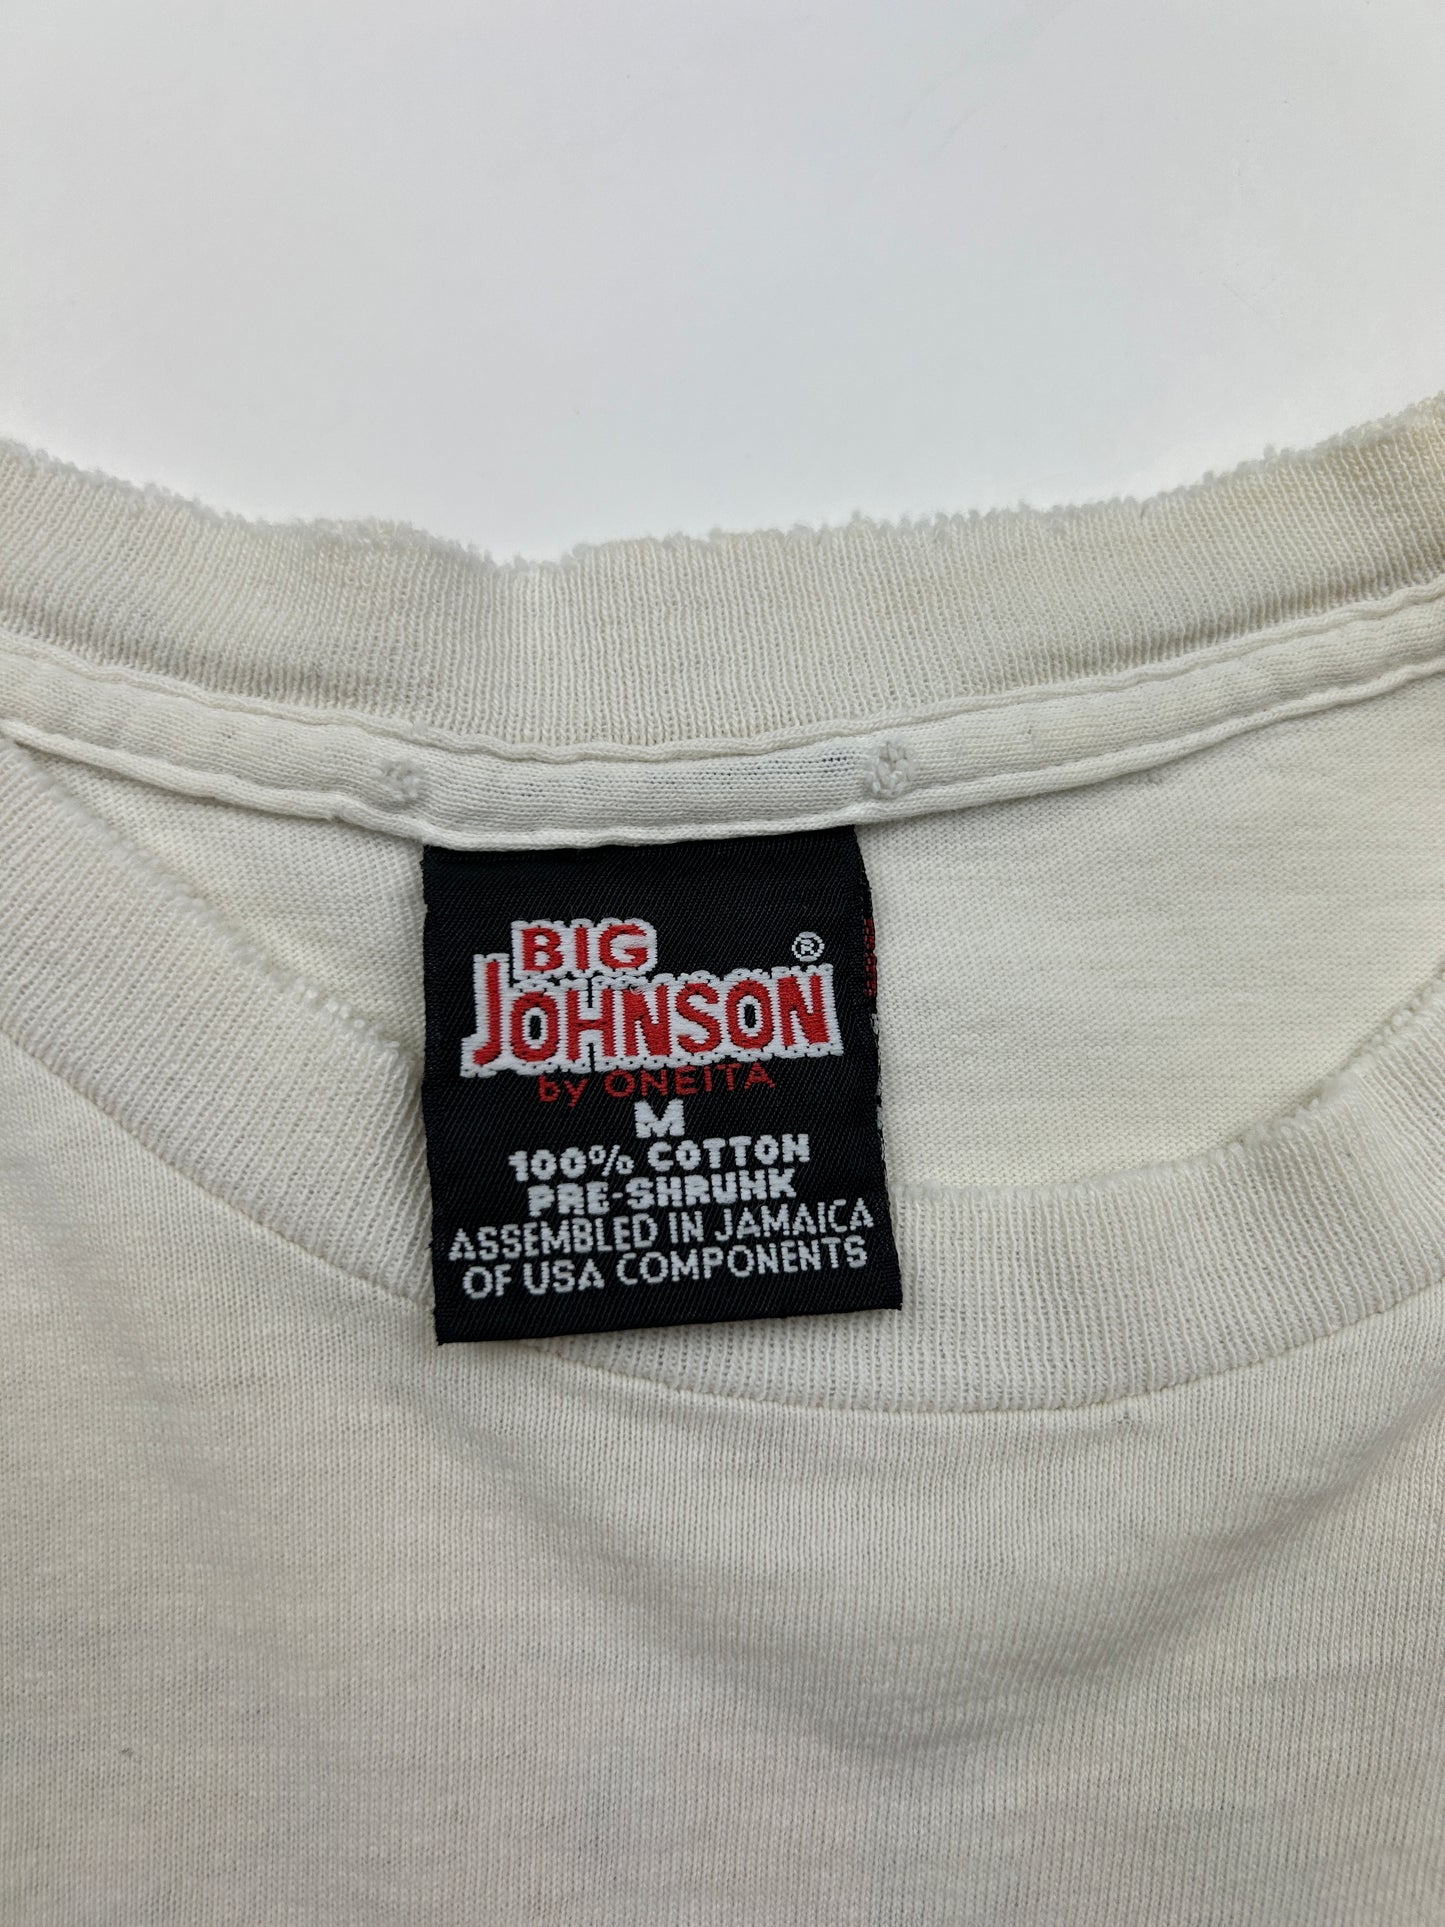 BIG
JOHNSON ®
by ONEITA
M
100% COTTON
PRE-SHRUNK
ASSEMBLED IN JAMAICA
OF USA COMPONENTS